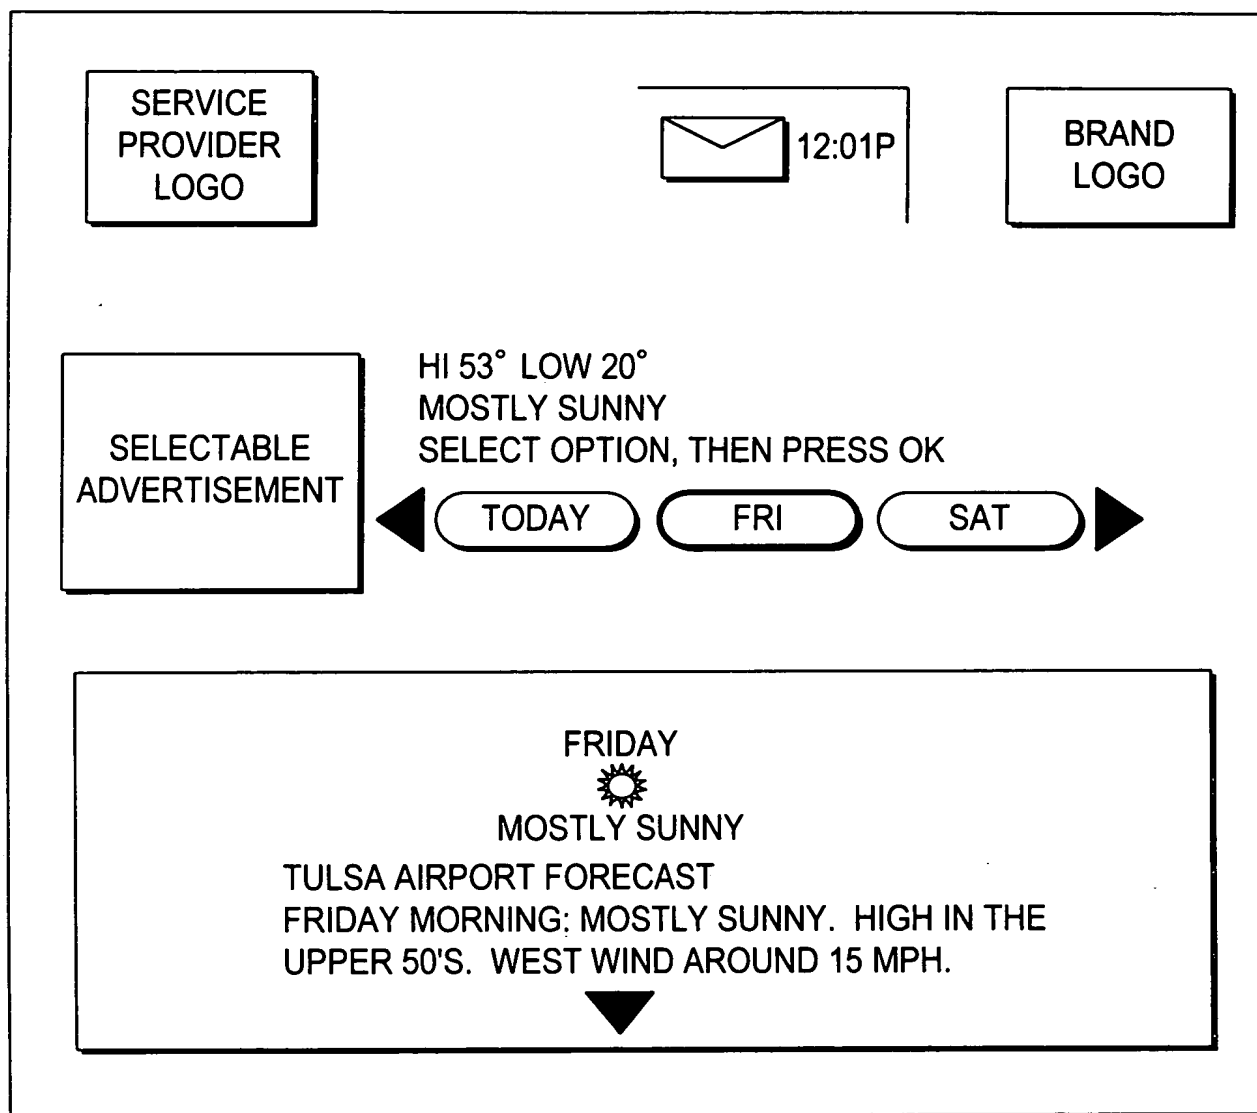 SERVICE
PROVIDER
LOGO
12:01P
BRAND
LOGO
SELECTABLE
ADVERTISEMENT
HI 53° LOW 20°
MOSTLY SUNNY
SELECT OPTION, THEN PRESS OK
TODAY
FRI
SAT
FRIDAY
MOSTLY SUNNY
TULSA AIRPORT FORECAST
FRIDAY MORNING: MOSTLY SUNNY. HIGH IN THE
UPPER 50'S. WEST WIND AROUND 15 MPH.